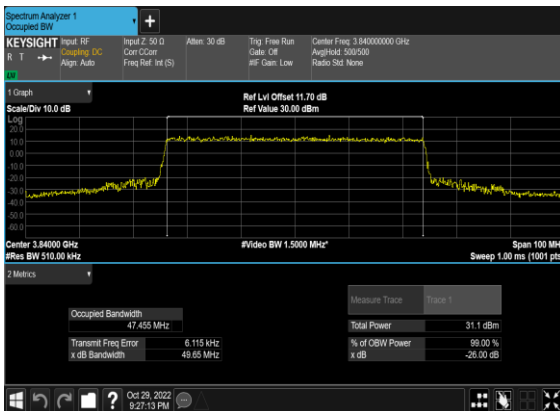 Spectrum Analyzer 1
Occupied BW
KEYSIGHT
R T
LV
Input: RF
Coupling: DC
Align: Auto
Input Z: 50 Ω
Corr CCorr
Freq Ref: Int (S)
Atten: 30 dB
Trig: Free Run
Gate: Off
#IF Gain: Low
Center Freq: 3.840000000 GHz
Avg|Hold: 500/500
Radio Std: None
1 Graph
Scale/Div 10.0 dB
Ref Lvl Offset 11.70 dB
Ref Value 30.00 dBm
Log
20.0
10.0
0.00
-10.0
-20.0
-30.0
-40.0
-50.0
-60.0
Center 3.84000 GHz
#Res BW 510.00 kHz
#Video BW 1.5000 MHz*
Span 100 MH
Sweep 1.00 ms (1001 pts
2 Metrics
Measure Trace Trace 1
Occupied Bandwidth
47.455 MHz
Total Power 31.1 dBm
Transmit Freq Error 6.115 kHz
% of OBW Power 99.00 %
x dB Bandwidth 49.65 MHz
x dB -26.00 dB
Oct 29, 2022
9:27:13 PM